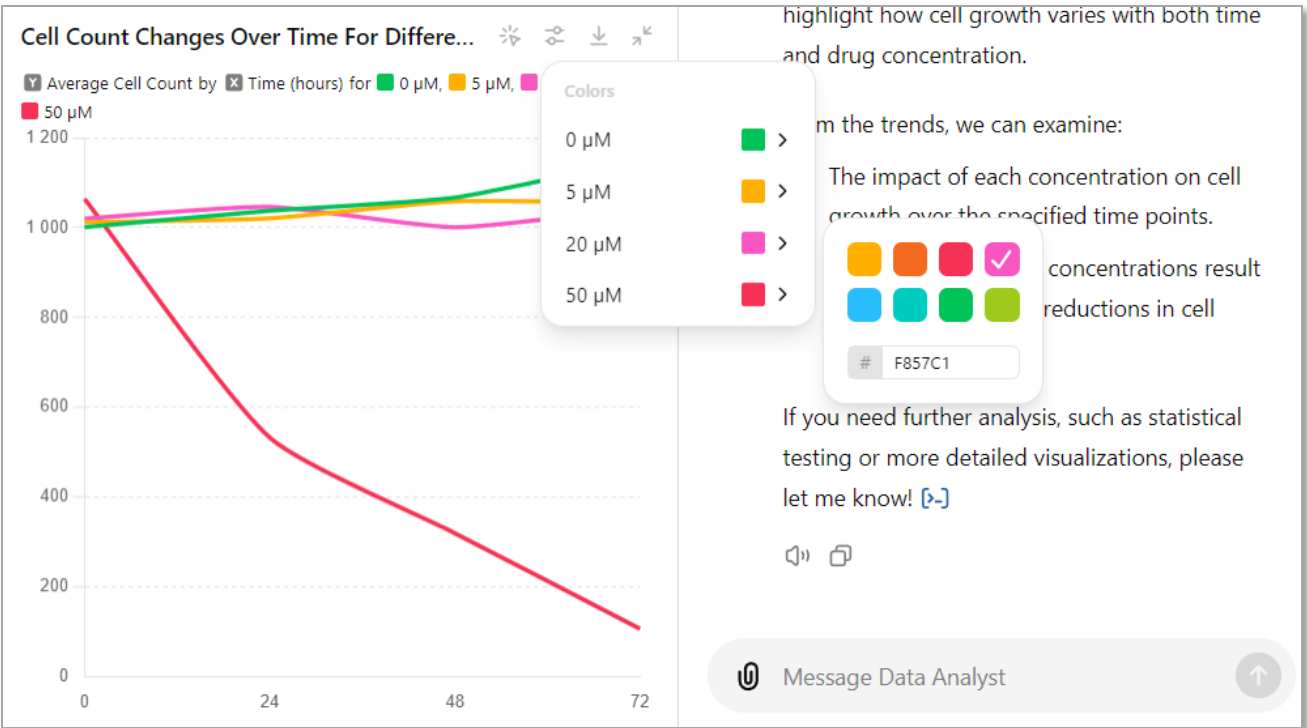 Cell Count Changes Over Time For Differe...
Y Average Cell Count by X Time (hours) for 0 μM, 5 μM,
50 μM
1 200
1 000
800
600
400
200
0
0 24 48 72
Colors
0 μM
5 μM
20 μM
50 μM
highlight how cell growth varies with both time
and drug concentration.
m the trends, we can examine:
The impact of each concentration on cell
growth over the specified time points.
concentrations result
reductions in cell
# F857C1
If you need further analysis, such as statistical
testing or more detailed visualizations, please
let me know! [>-]
Message Data Analyst